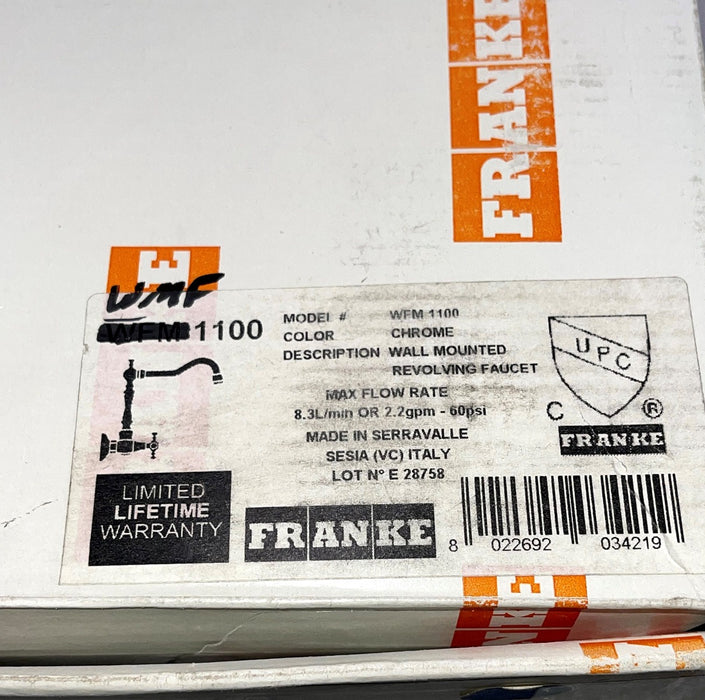 FRANKE
FRANKE
WMF
WFM 1100
MODEL # WFM 1100
COLOR CHROME
DESCRIPTION WALL MOUNTED
REVOLVING FAUCET
MAX FLOW RATE
8.3L/min OR 2.2gpm - 60psi
MADE IN SERRAVALLE
SESIA (VC) ITALY
LOT N° E 28758
UPC
C ®
FRANKE
LIMITED
LIFETIME
WARRANTY
FRANKE
8 022692 034219